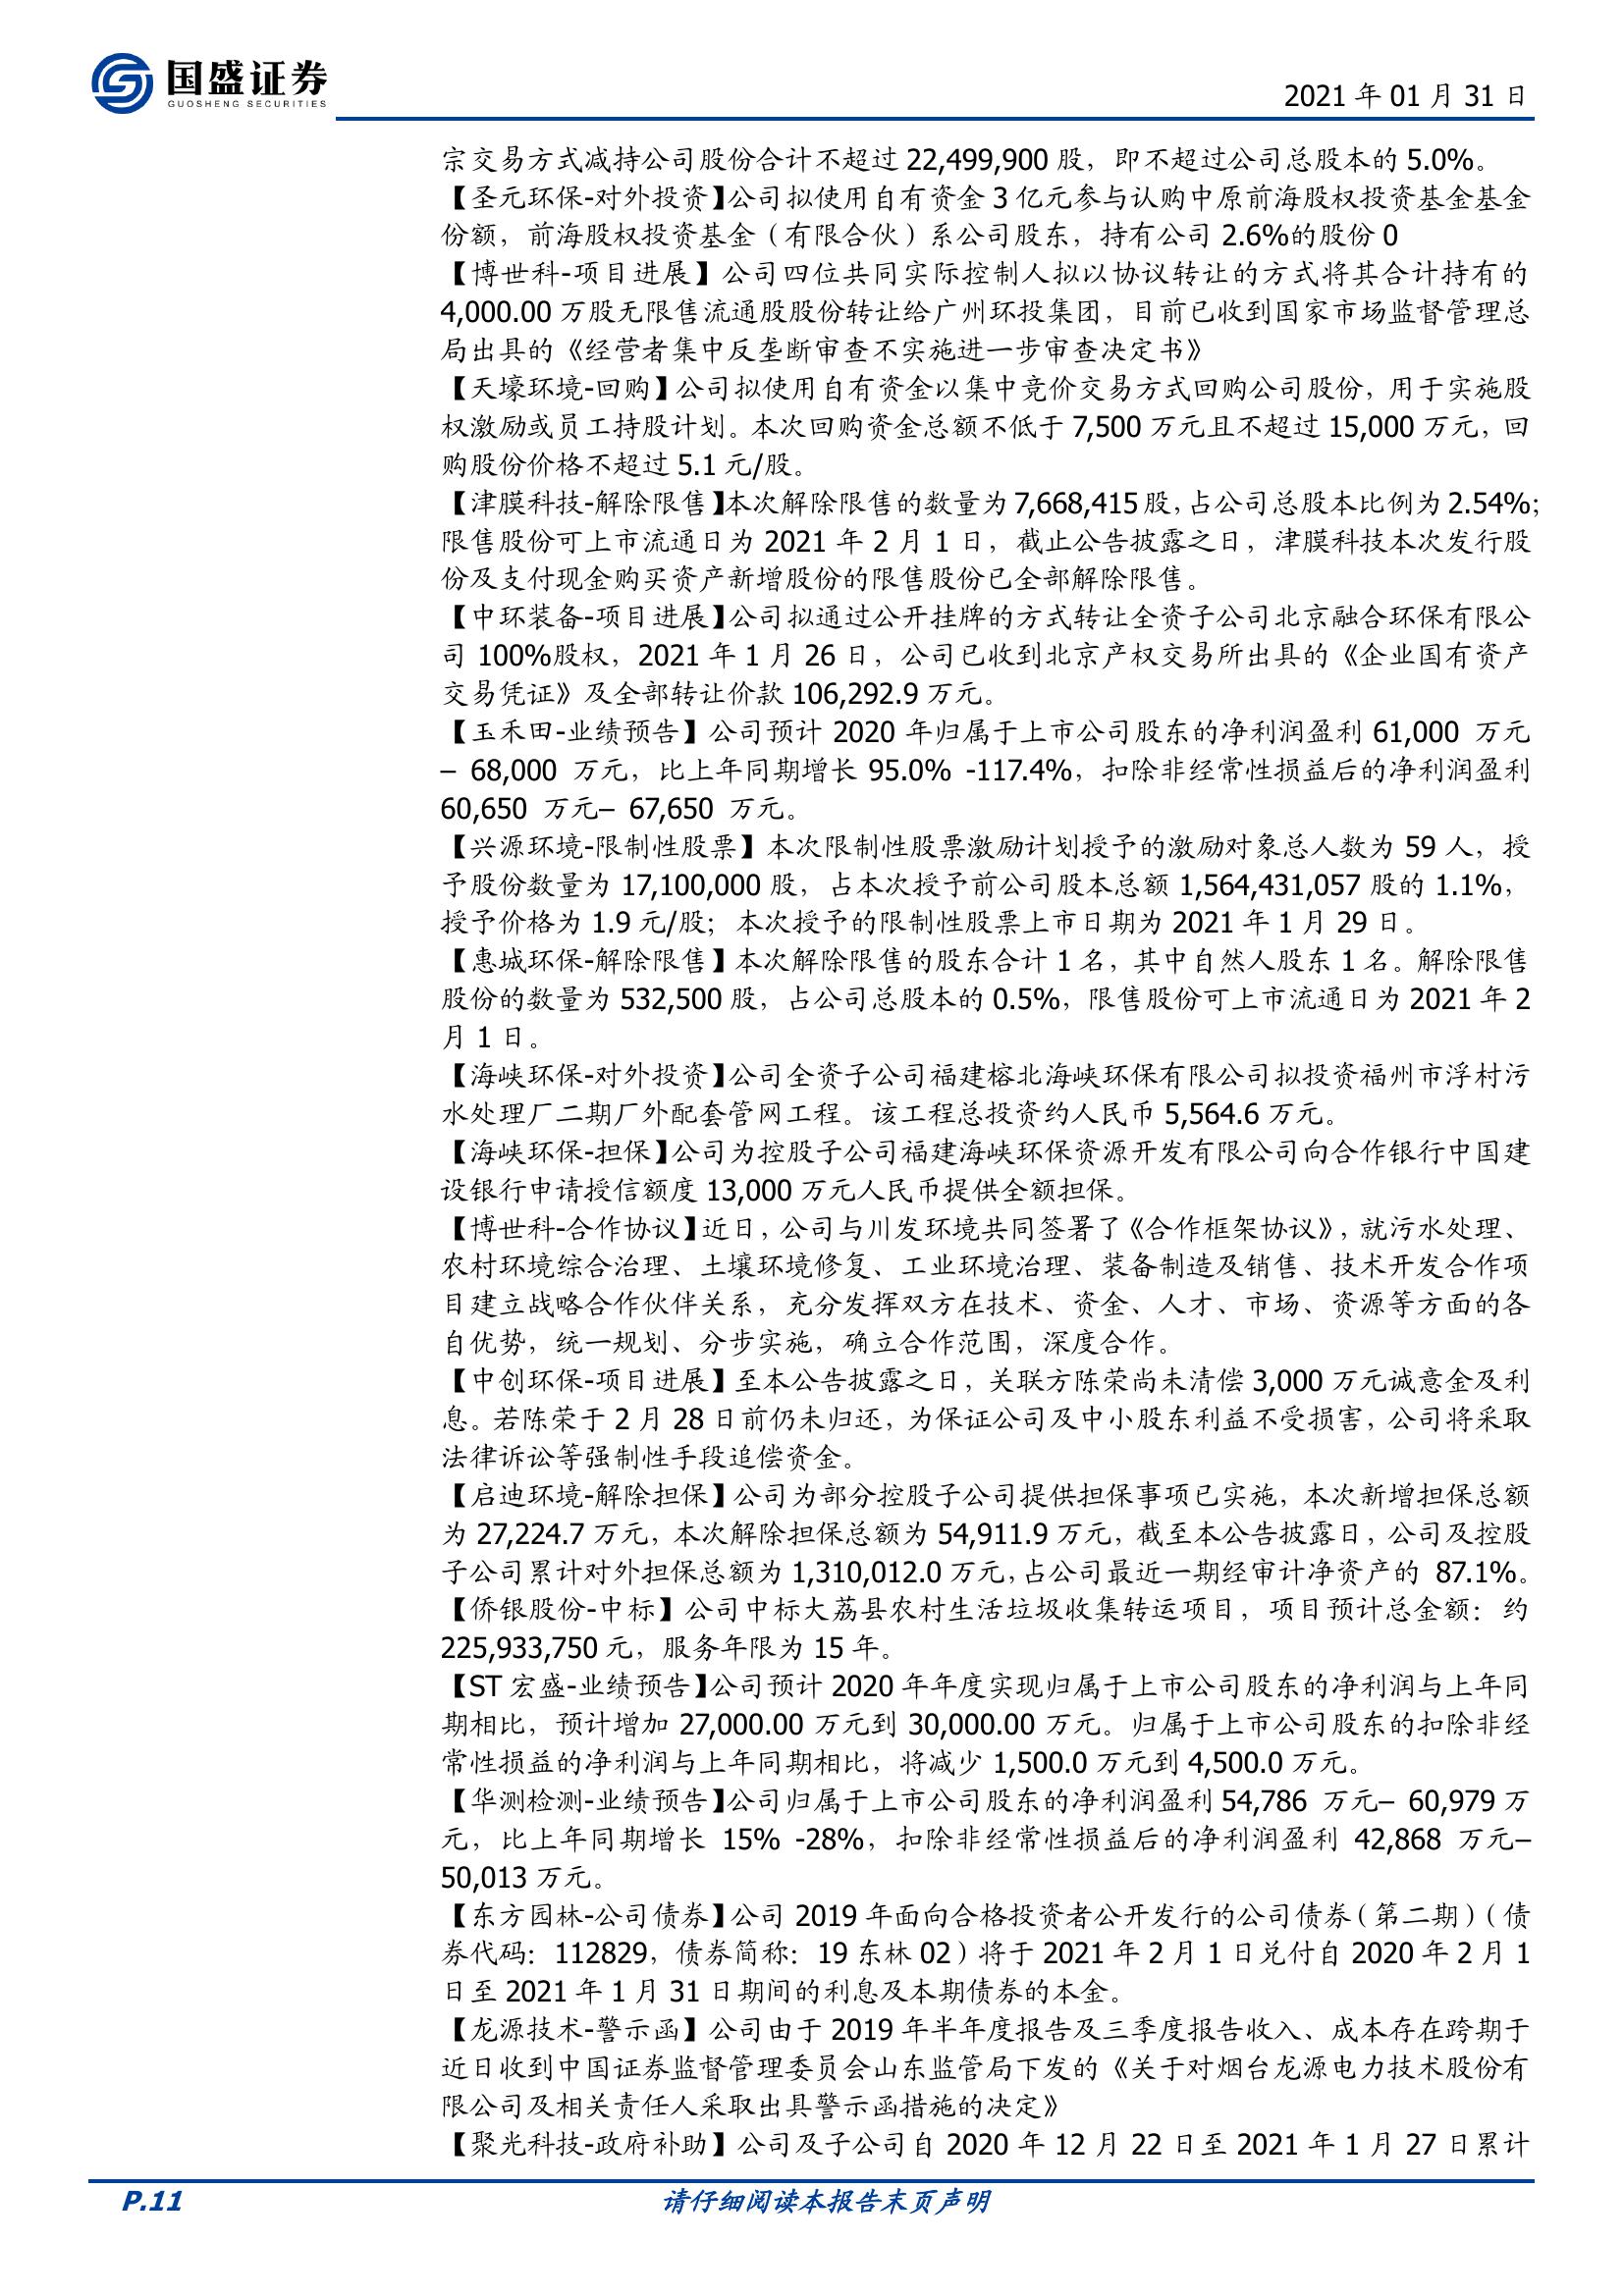 国盛证券
GUOSHENG SECURITIES
2021 年 01 月 31 日
宗交易方式减持公司股份合计不超过 22,499,900 股，即不超过公司总股本的 5.0%。
【圣元环保-对外投资】公司拟使用自有资金 3 亿元参与认购中原前海股权投资基金基金
份额，前海股权投资基金（有限合伙）系公司股东，持有公司 2.6%的股份 0
【博世科-项目进展】公司四位共同实际控制人拟以协议转让的方式将其合计持有的
4,000.00 万股无限售流通股股份转让给广州环投集团，目前已收到国家市场监督管理总
局出具的《经营者集中反垄断审查不实施进一步审查决定书》
【天壕环境-回购】公司拟使用自有资金以集中竞价交易方式回购公司股份，用于实施股
权激励或员工持股计划。本次回购资金总额不低于 7,500 万元且不超过 15,000 万元，回
购股份价格不超过 5.1 元/股。
【津膜科技-解除限售】本次解除限售的数量为 7,668,415 股，占公司总股本比例为 2.54%；
限售股份可上市流通日为 2021 年 2 月 1 日，截止公告披露之日，津膜科技本次发行股
份及支付现金购买资产新增股份的限售股份已全部解除限售。
【中环装备-项目进展】公司拟通过公开挂牌的方式转让全资子公司北京融合环保有限公
司 100%股权，2021 年 1 月 26 日，公司已收到北京产权交易所出具的《企业国有资产
交易凭证》及全部转让价款 106,292.9 万元。
【玉禾田-业绩预告】公司预计 2020 年归属于上市公司股东的净利润盈利 61,000 万元
– 68,000 万元，比上年同期增长 95.0% -117.4%，扣除非经常性损益后的净利润盈利
60,650 万元– 67,650 万元。
【兴源环境-限制性股票】本次限制性股票激励计划授予的激励对象总人数为 59 人，授
予股份数量为 17,100,000 股，占本次授予前公司股本总额 1,564,431,057 股的 1.1%，
授予价格为 1.9 元/股；本次授予的限制性股票上市日期为 2021 年 1 月 29 日。
【惠城环保-解除限售】本次解除限售的股东合计 1 名，其中自然人股东 1 名。解除限售
股份的数量为 532,500 股，占公司总股本的 0.5%，限售股份可上市流通日为 2021 年 2
月 1 日。
【海峡环保-对外投资】公司全资子公司福建榕北海峡环保有限公司拟投资福州市浮村污
水处理厂二期厂外配套管网工程。该工程总投资约人民币 5,564.6 万元。
【海峡环保-担保】公司为控股子公司福建海峡环保资源开发有限公司向合作银行中国建
设银行申请授信额度 13,000 万元人民币提供全额担保。
【博世科-合作协议】近日，公司与川发环境共同签署了《合作框架协议》，就污水处理、
农村环境综合治理、土壤环境修复、工业环境治理、装备制造及销售、技术开发合作项
目建立战略合作伙伴关系，充分发挥双方在技术、资金、人才、市场、资源等方面的各
自优势，统一规划、分步实施，确立合作范围，深度合作。
【中创环保-项目进展】至本公告披露之日，关联方陈荣尚未清偿 3,000 万元诚意金及利
息。若陈荣于 2 月 28 日前仍未归还，为保证公司及中小股东利益不受损害，公司将采取
法律诉讼等强制性手段追偿资金。
【启迪环境-解除担保】公司为部分控股子公司提供担保事项已实施，本次新增担保总额
为 27,224.7 万元，本次解除担保总额为 54,911.9 万元，截至本公告披露日，公司及控股
子公司累计对外担保总额为 1,310,012.0 万元，占公司最近一期经审计净资产的 87.1%。
【侨银股份-中标】公司中标大荔县农村生活垃圾收集转运项目，项目预计总金额：约
225,933,750 元，服务年限为 15 年。
【ST 宏盛-业绩预告】公司预计 2020 年年度实现归属于上市公司股东的净利润与上年同
期相比，预计增加 27,000.00 万元到 30,000.00 万元。归属于上市公司股东的扣除非经
常性损益的净利润与上年同期相比，将减少 1,500.0 万元到 4,500.0 万元。
【华测检测-业绩预告】公司归属于上市公司股东的净利润盈利 54,786 万元– 60,979 万
元，比上年同期增长 15% -28%，扣除非经常性损益后的净利润盈利 42,868 万元–
50,013 万元。
【东方园林-公司债券】公司 2019 年面向合格投资者公开发行的公司债券（第二期）（债
券代码：112829，债券简称：19 东林 02）将于 2021 年 2 月 1 日兑付自 2020 年 2 月 1
日至 2021 年 1 月 31 日期间的利息及本期债券的本金。
【龙源技术-警示函】公司由于 2019 年半年度报告及三季度报告收入、成本存在跨期于
近日收到中国证券监督管理委员会山东监管局下发的《关于对烟台龙源电力技术股份有
限公司及相关责任人采取出具警示函措施的决定》
【聚光科技-政府补助】公司及子公司自 2020 年 12 月 22 日至 2021 年 1 月 27 日累计
P.11
请仔细阅读本报告末页声明